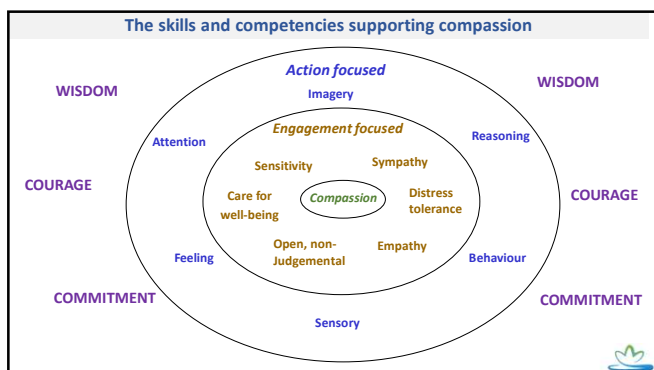 The skills and competencies supporting compassion
Action focused
Imagery
WISDOM
WISDOM
Engagement focused
Attention
Reasoning
Sensitivity
Sympathy
COURAGE
Care for
well-being
Compassion
Distress
tolerance
COURAGE
Open, non-
Judgemental
Empathy
Feeling
Behaviour
COMMITMENT
COMMITMENT
Sensory